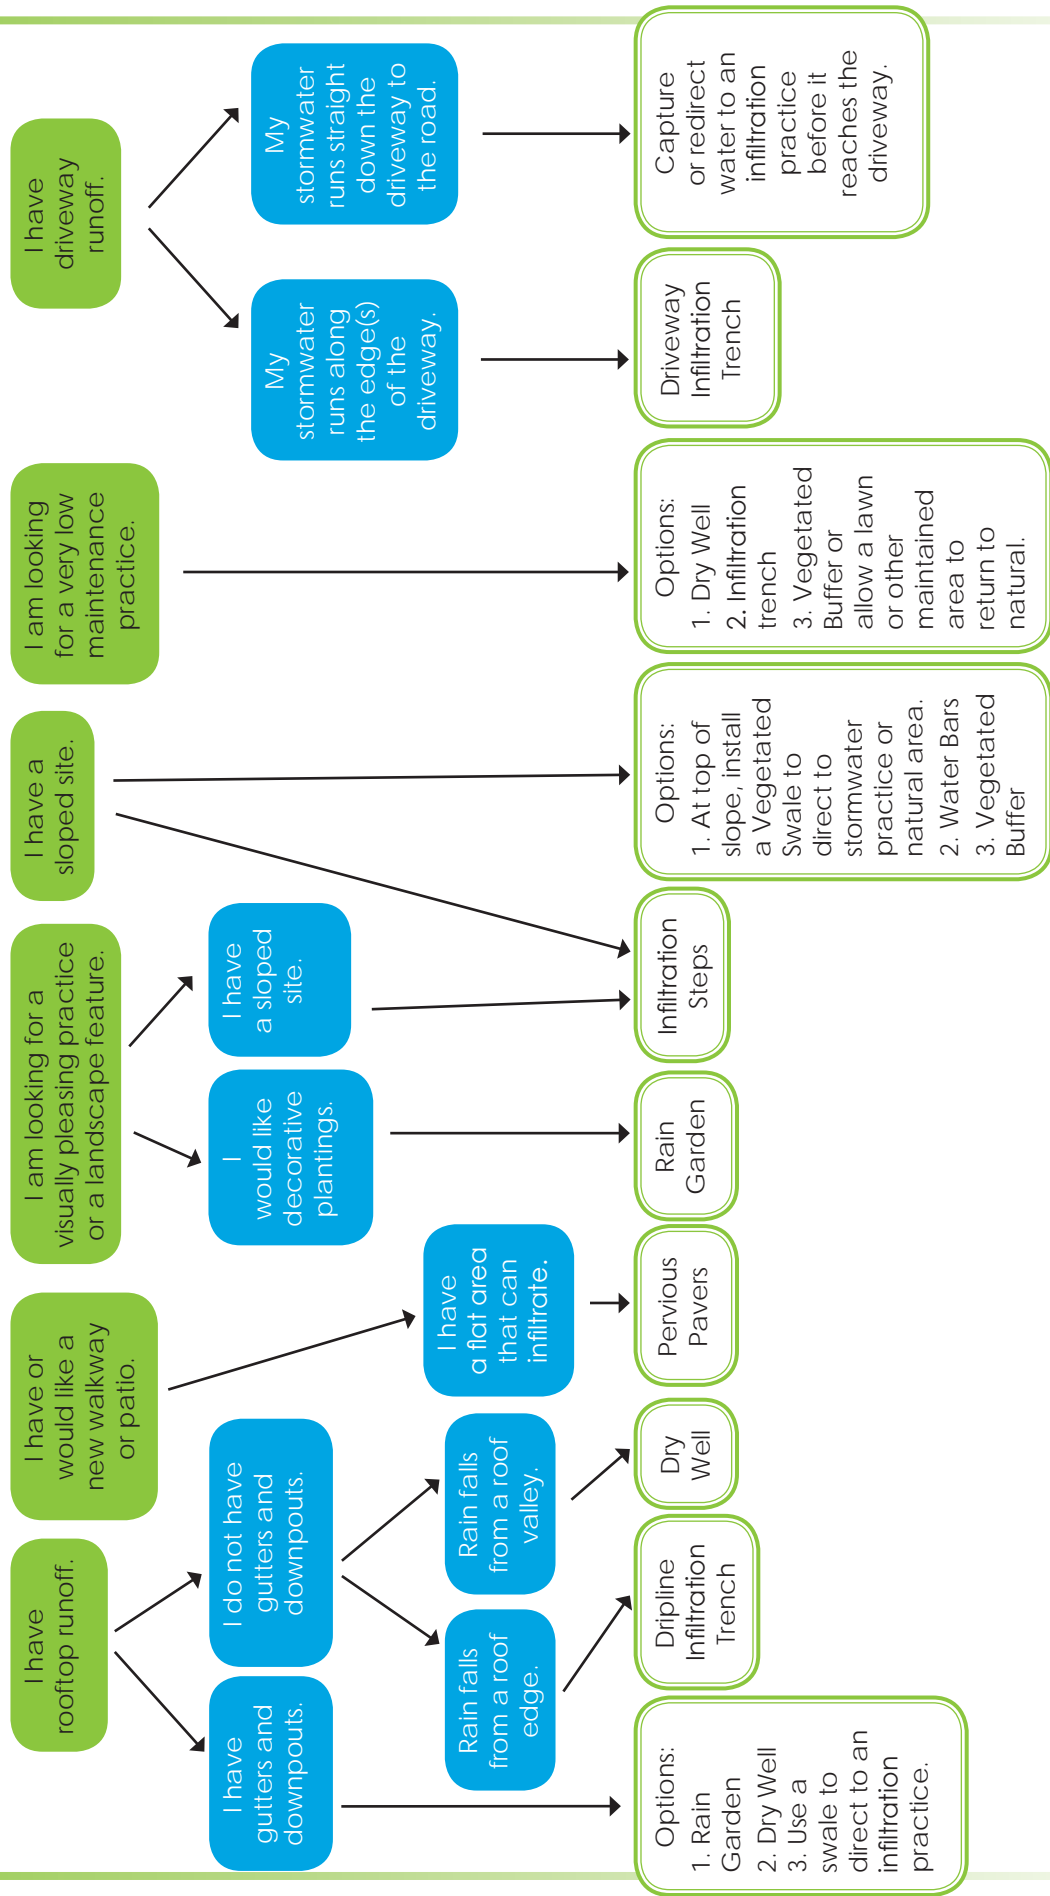 I have
rooftop runoff.
I have or
would like a
new walkway
or patio.
I am looking for a
visually pleasing practice
or a landscape feature.
I have a
sloped site.
I am looking
for a very low
maintenance
practice.
I have
driveway
runoff.
I have
gutters and
downpouts.
I do not have
gutters and
downpouts.
I
would like
decorative
plantings.
I have
a sloped
site.
My
stormwater
runs along
the edge(s)
of the
driveway.
My
stormwater
runs straight
down the
driveway to
the road.
Rain falls
from a roof
edge.
Rain falls
from a roof
valley.
I have
a flat area
that can
infiltrate.
Options:
1. Rain
Garden
2. Dry Well
3. Use a
swale to
direct to an
infiltration
practice.
Dripline
Infiltration
Trench
Dry
Well
Pervious
Pavers
Rain
Garden
Infiltration
Steps
Options:
1. At top of
slope, install
a Vegetated
Swale to
direct to
stormwater
practice or
natural area.
2. Water Bars
3. Vegetated
Buffer
Options:
1. Dry Well
2. Infiltration
trench
3. Vegetated
Buffer or
allow a lawn
or other
maintained
area to
return to
natural.
Driveway
Infiltration
Trench
Capture
or redirect
water to an
infiltration
practice
before it
reaches the
driveway.